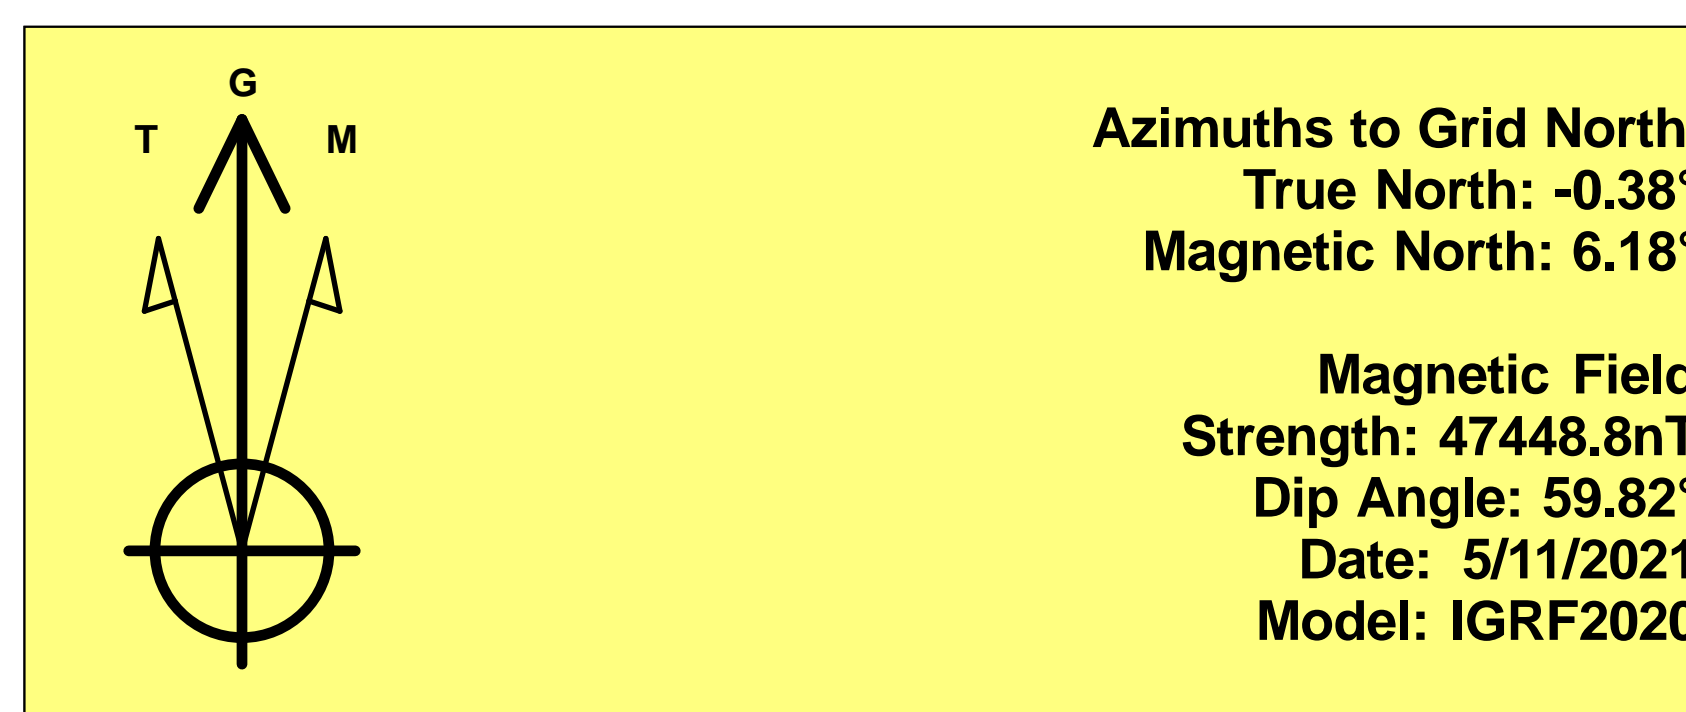 G
T M
Azimuths to Grid North
True North: -0.38°
Magnetic North: 6.18°
Magnetic Field
Strength: 47448.8nT
Dip Angle: 59.82°
Date: 5/11/2021
Model: IGRF2020